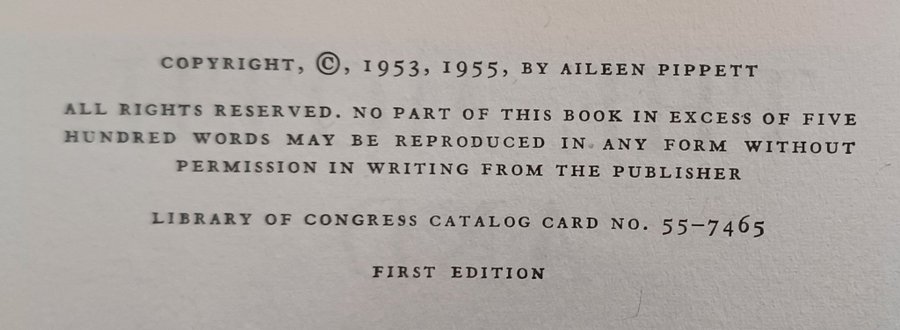 COPYRIGHT, ©, 1953, 1955, BY AILEEN PIPPETT
ALL RIGHTS RESERVED. NO PART OF THIS BOOK IN EXCESS OF FIVE
HUNDRED WORDS MAY BE REPRODUCED IN ANY FORM WITHOUT
PERMISSION IN WRITING FROM THE PUBLISHER
LIBRARY OF CONGRESS CATALOG CARD NO. 55–7465
FIRST EDITION